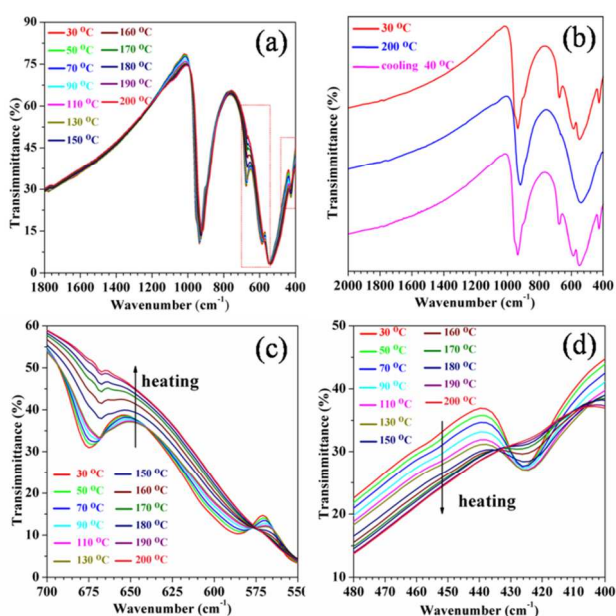 (a)
30 °C 160 °C
50 °C 170 °C
70 °C 180 °C
90 °C 190 °C
110 °C 200 °C
130 °C
150 °C
90
75
60
45
30
15
0
Transimmittance (%)
1800 1600 1400 1200 1000 800 600 400
Wavenumber (cm-1)
(b)
30 °C
200 °C
cooling 40 °C
Transimmittance (%)
2000 1800 1600 1400 1200 1000 800 600 400
Wavenumber (cm-1)
(c)
heating
30 °C 150 °C
50 °C 160 °C
70 °C 170 °C
90 °C 180 °C
110 °C 190 °C
130 °C 200 °C
60
50
40
30
20
10
0
Transimmittance (%)
700 675 650 625 600 575 550
Wavenumber (cm-1)
(d)
30 °C 160 °C
50 °C 170 °C
70 °C 180 °C
90 °C 190 °C
110 °C 200 °C
130 °C
150 °C
heating
50
40
30
20
10
Transimmittance (%)
480 470 460 450 440 430 420 410 400
Wavenumber (cm-1)